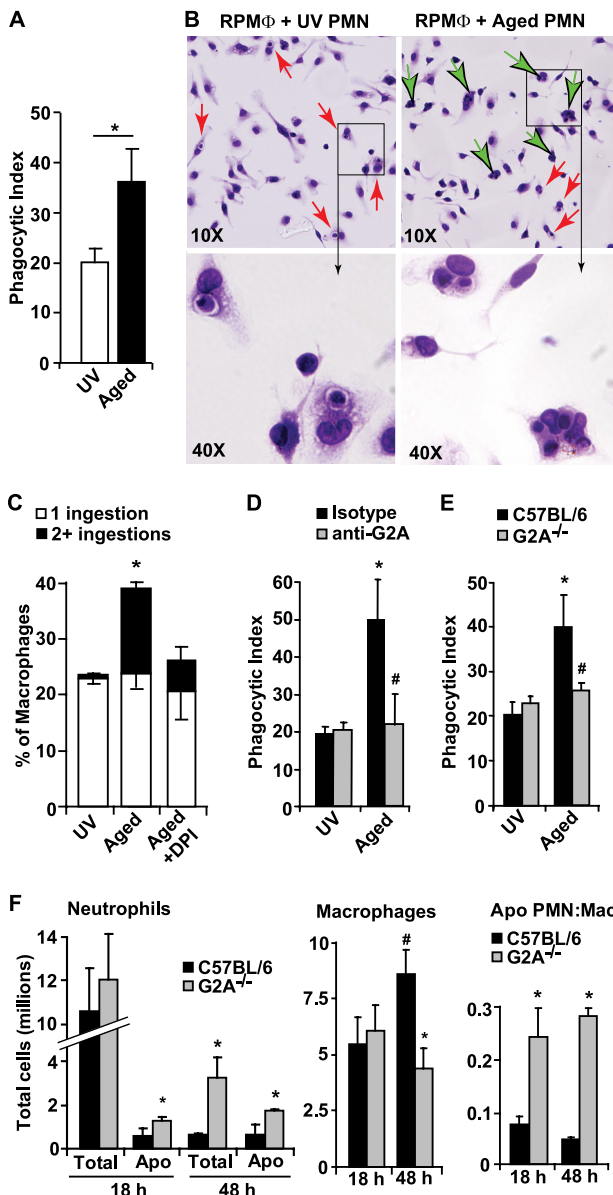 A
Phagocytic Index
50
40
30
20
10
0
*
UV
Aged
B
RPMΦ + UV PMN
RPMΦ + Aged PMN
10X
10X
40X
40X
C
1 ingestion
2+ ingestions
% of Macrophages
40
30
20
10
0
*
UV
Aged
Aged
+DPI
D
Isotype
anti-G2A
Phagocytic Index
60
50
40
30
20
10
0
*
#
UV
Aged
E
C57BL/6
G2A-/-
Phagocytic Index
50
40
30
20
10
0
*
#
UV
Aged
F
Neutrophils
Total cells (millions)
14
12
10
4
2
0
C57BL/6
G2A-/-
*
*
*
Total
Apo
Total
Apo
18 h
48 h
Macrophages
10
7.5
5
2.5
0
#
*
18 h
48 h
Apo PMN:Mac
C57BL/6
G2A-/-
0.3
0.2
0.1
0
*
*
18 h
48 h